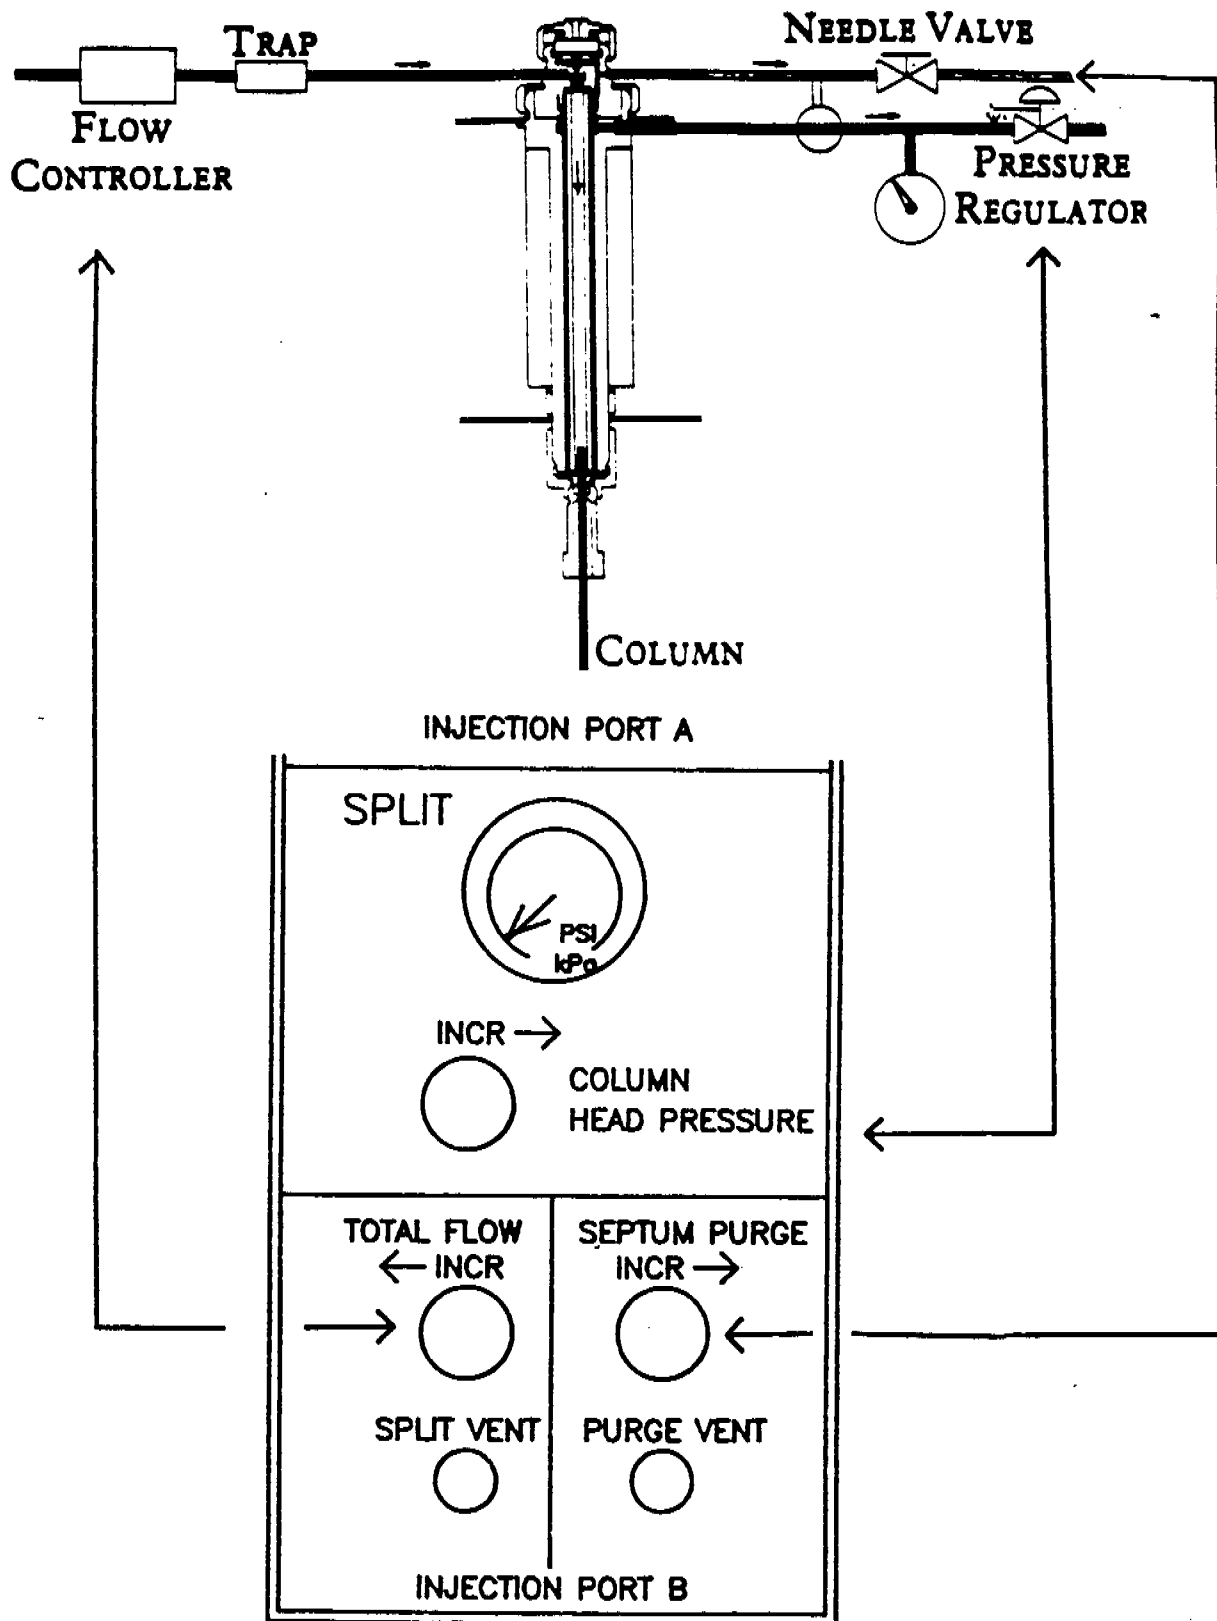 TRAP
NEEDLE VALVE
FLOW
CONTROLLER
PRESSURE
REGULATOR
COLUMN
INJECTION PORT A
SPLIT
PSI
kPa
INCR
COLUMN
HEAD PRESSURE
TOTAL FLOW
INCR
SEPTUM PURGE
INCR
SPLIT VENT
PURGE VENT
INJECTION PORT B